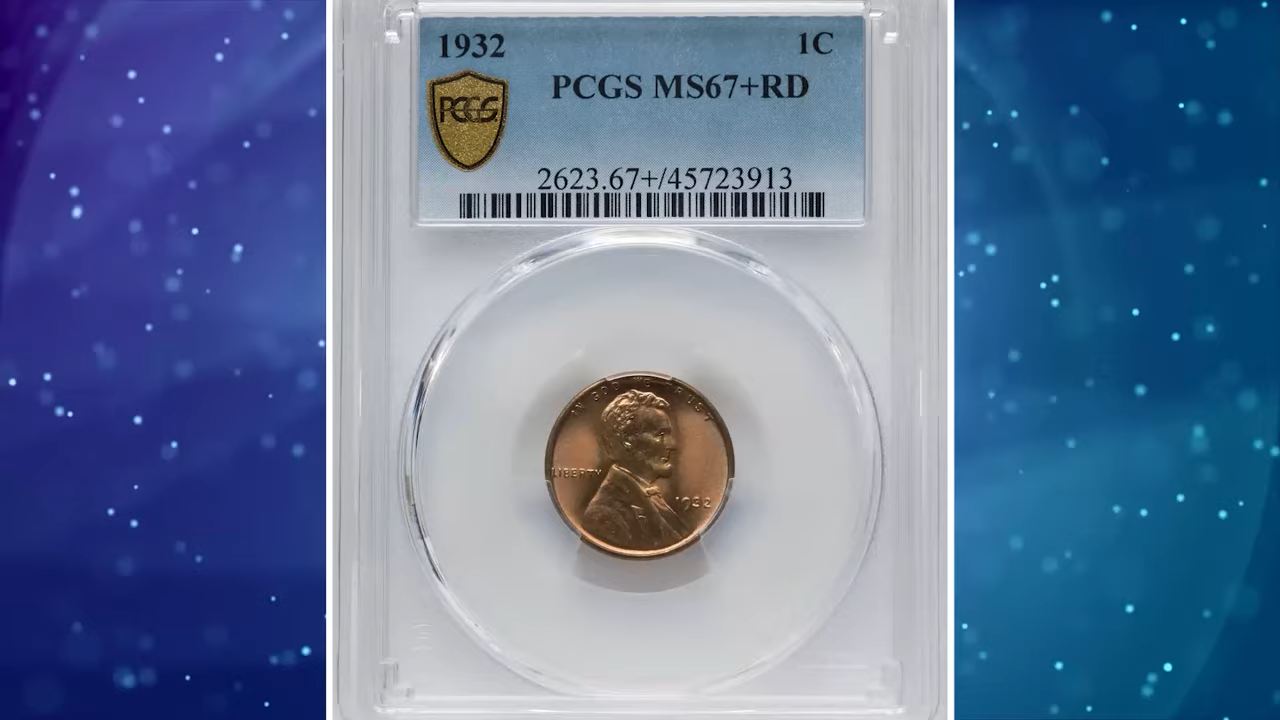 1932 1C
PCGS MS67+RD
PCGS
2623.67+/45723913
IN GOD WE TRUST
LIBERTY
1932